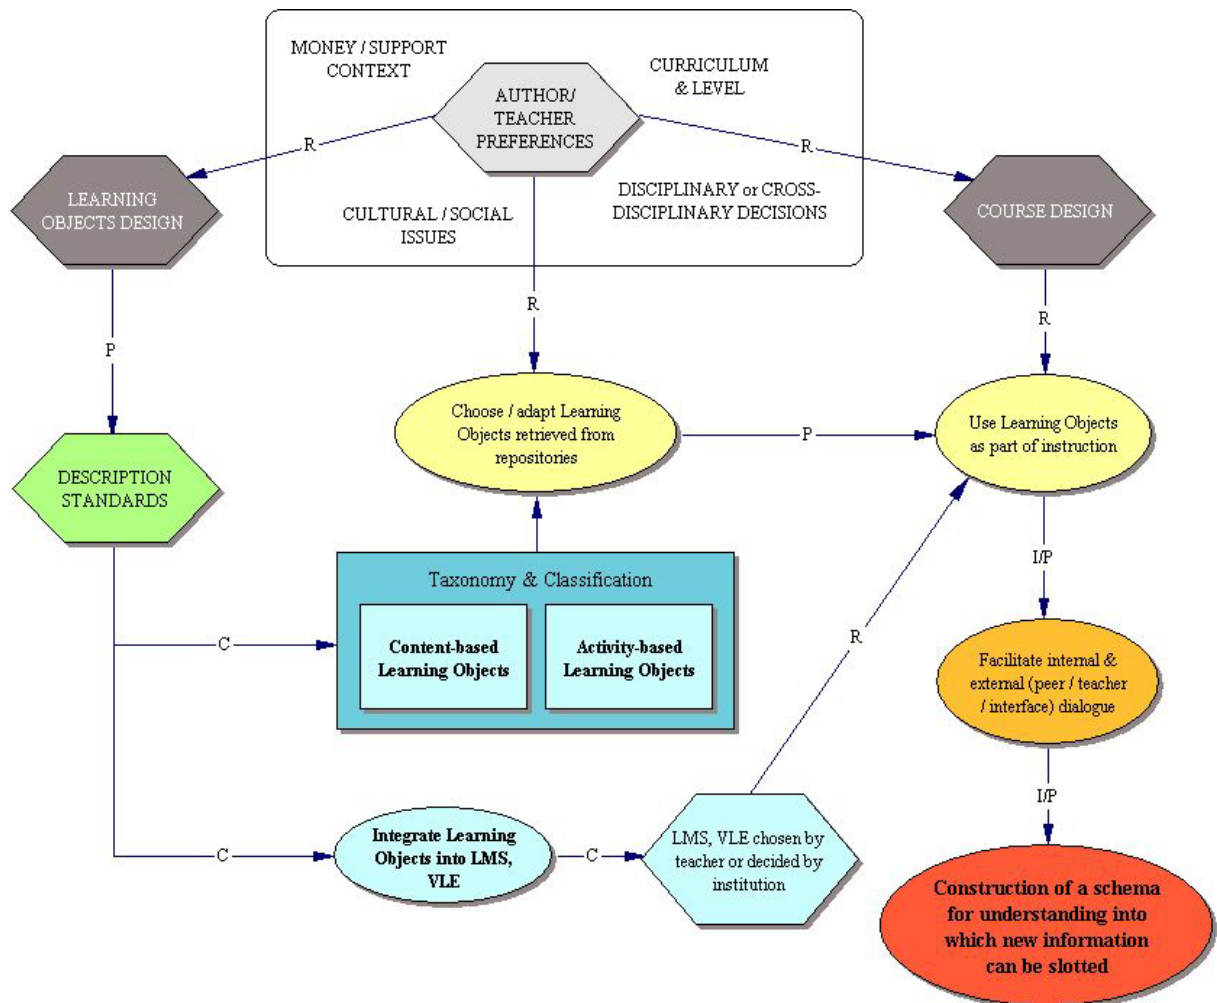 MONEY / SUPPORT
CONTEXT
CURRICULUM
& LEVEL
AUTHOR/
TEACHER
PREFERENCES
R
R
LEARNING
OBJECTS DESIGN
CULTURAL / SOCIAL
ISSUES
DISCIPLINARY or CROSS-
DISCIPLINARY DECISIONS
COURSE DESIGN
R
R
P
Choose / adapt Learning
Objects retrieved from
repositories
P
Use Learning Objects
as part of instruction
DESCRIPTION
STANDARDS
I/P
Taxonomy & Classification
Content-based
Learning Objects
Activity-based
Learning Objects
C
R
Facilitate internal &
external (peer / teacher
/ interface) dialogue
I/P
C
Integrate Learning
Objects into LMS,
VLE
C
LMS, VLE chosen by
teacher or decided by
institution
Construction of a schema
for understanding into
which new information
can be slotted